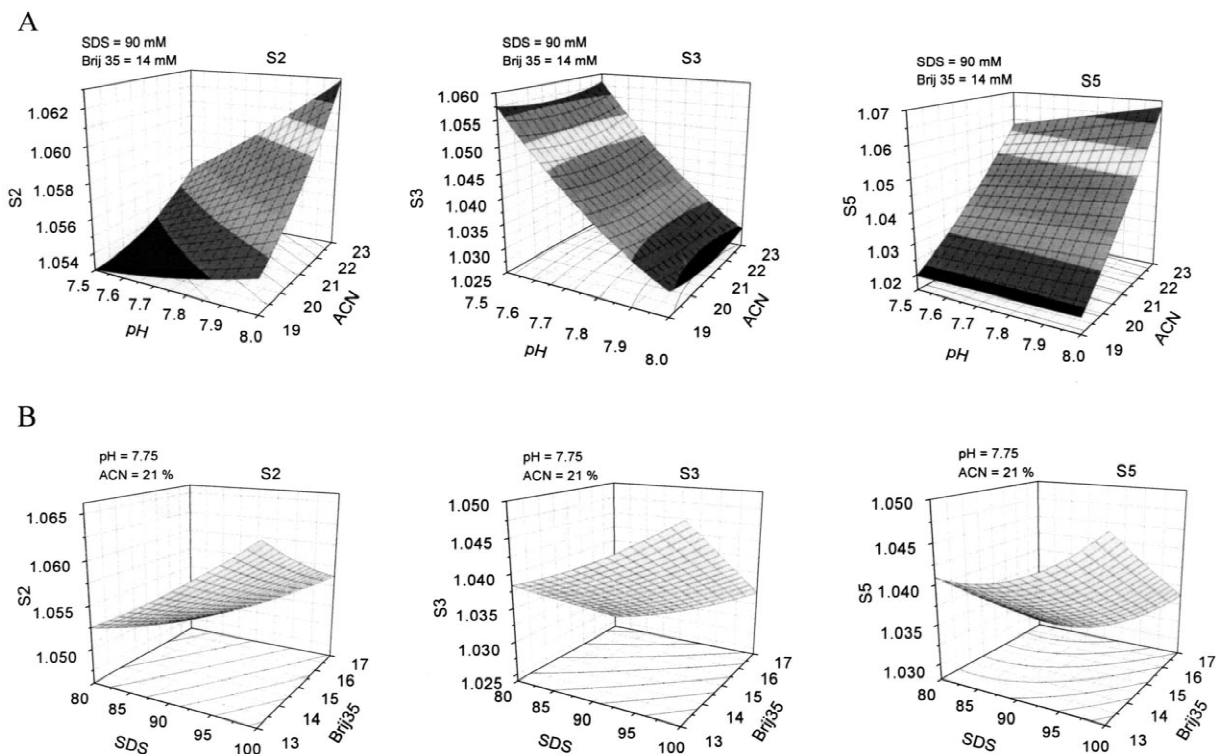 A
SDS = 90 mM
Brij 35 = 14 mM
S2
S2
1.062
1.060
1.058
1.056
1.054
7.5
7.6
7.7
7.8
7.9
8.0
pH
19
20
21
22
23
ACN
SDS = 90 mM
Brij 35 = 14 mM
S3
S3
1.060
1.055
1.050
1.045
1.040
1.035
1.030
1.025
7.5
7.6
7.7
7.8
7.9
8.0
pH
19
20
21
22
23
ACN
SDS = 90 mM
Brij 35 = 14 mM
S5
S5
1.07
1.06
1.05
1.04
1.03
1.02
7.5
7.6
7.7
7.8
7.9
8.0
pH
19
20
21
22
23
ACN
B
pH = 7.75
ACN = 21 %
S2
S2
1.065
1.060
1.055
1.050
80
85
90
95
100
SDS
13
14
15
16
17
Brij35
pH = 7.75
ACN = 21 %
S3
S3
1.050
1.045
1.040
1.035
1.030
1.025
80
85
90
95
100
SDS
13
14
15
16
17
Brij35
pH = 7.75
ACN = 21 %
S5
S5
1.050
1.045
1.040
1.035
1.030
80
85
90
95
100
SDS
13
14
15
16
17
Brij35